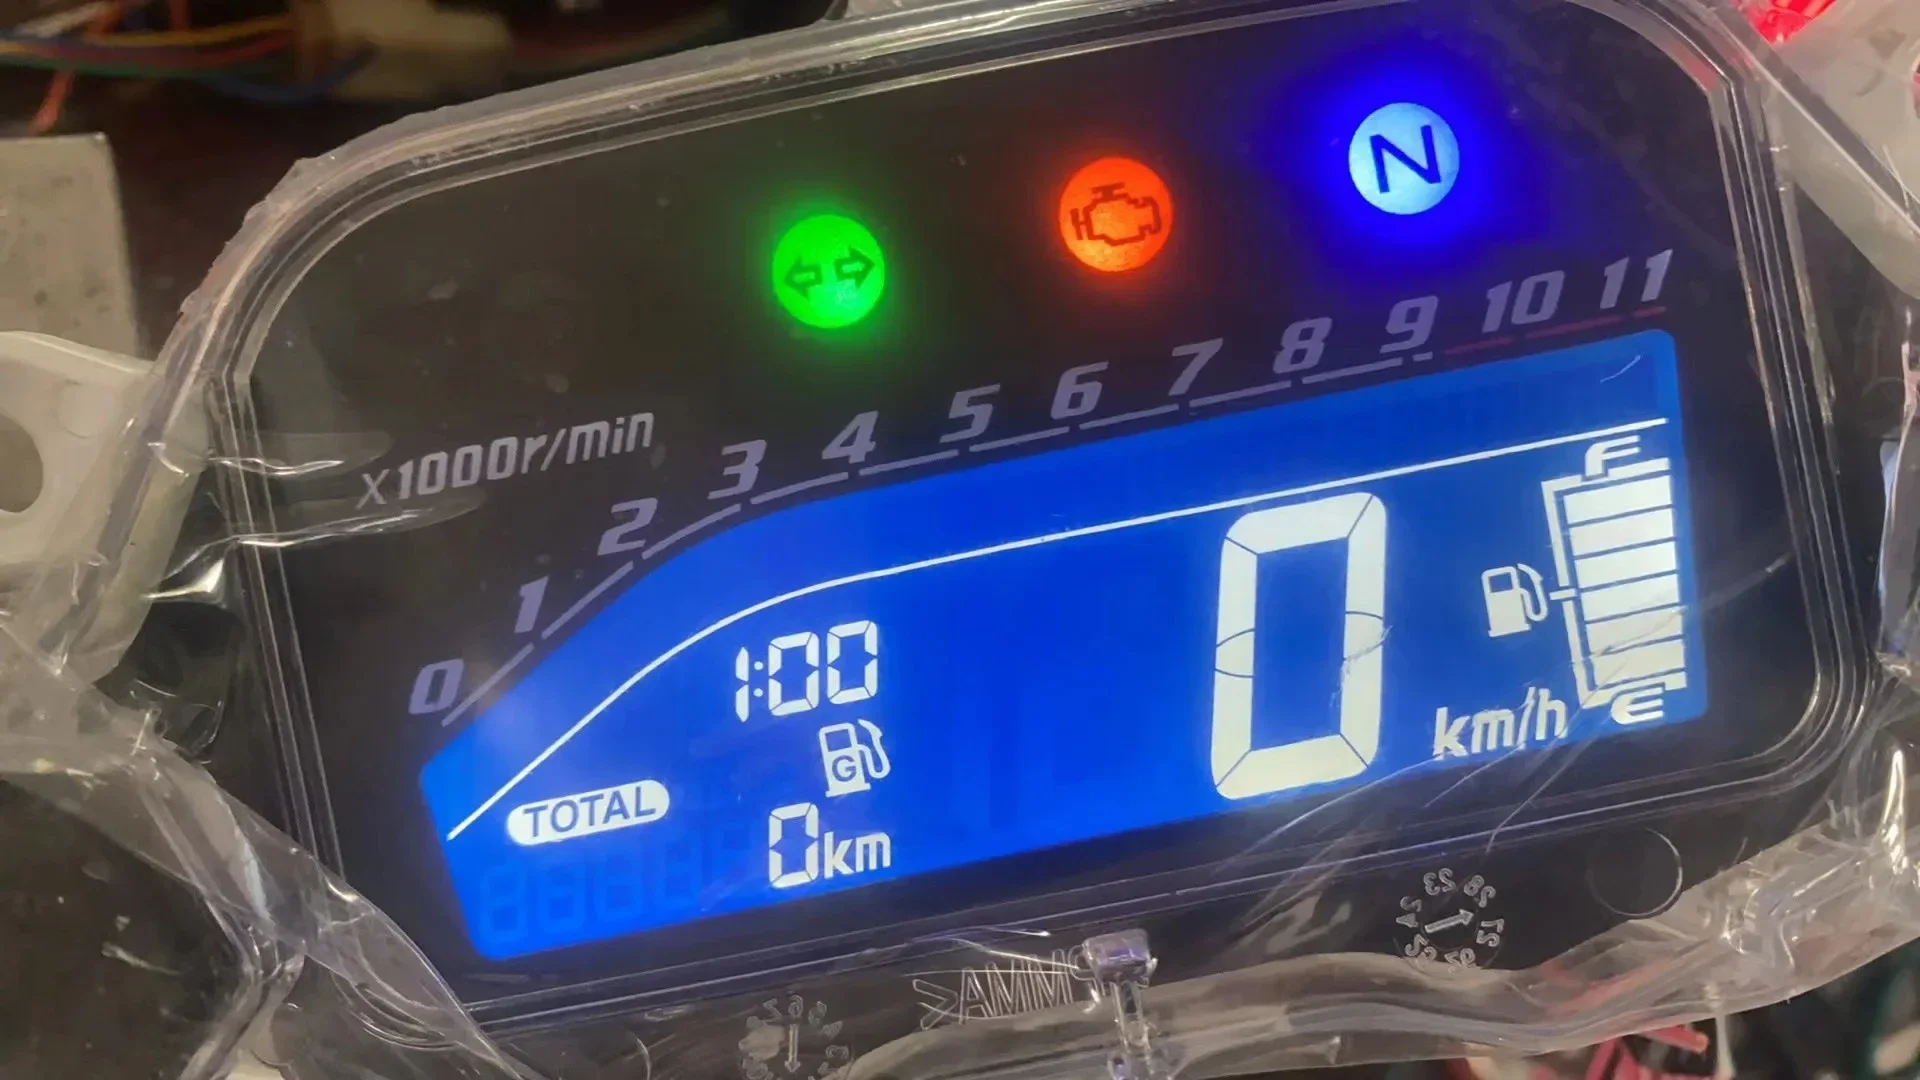 N
x1000r/min
0 1 2 3 4 5 6 7 8 9 10 11
1:00
F
G
0 km/h
E
TOTAL
0km
>AMM